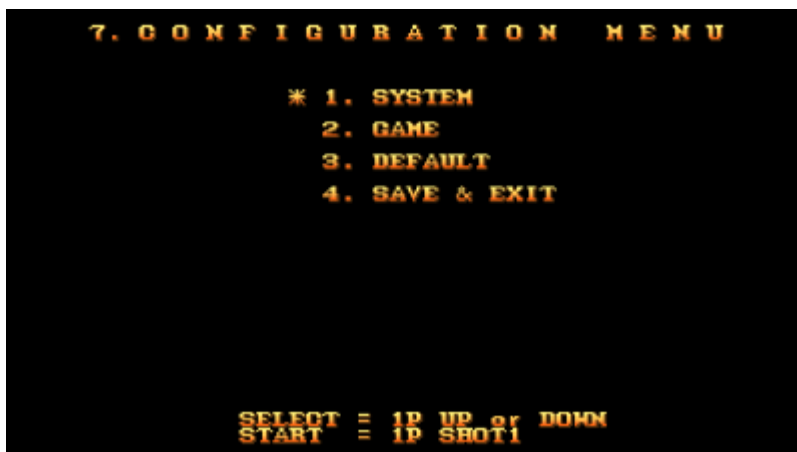 7. CONFIGURATION MENU
* 1. SYSTEM
2. GAME
3. DEFAULT
4. SAVE & EXIT
SELECT = 1P UP or DOWN
START = 1P SHOT1